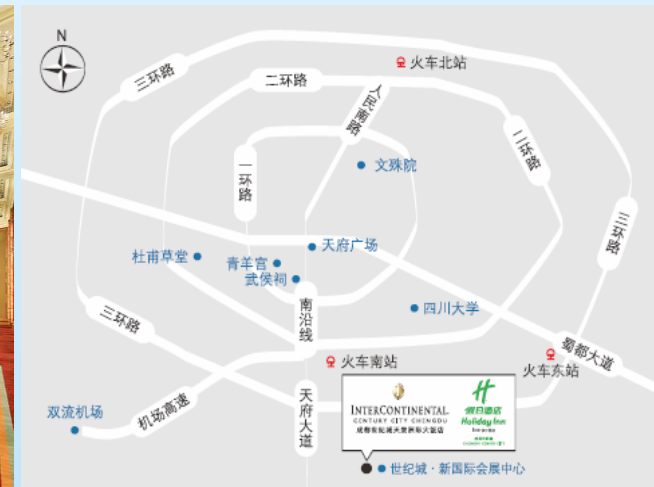 N
火车北站
三环路
二环路
人民南路
二环路
一环路
文殊院
三环路
天府广场
杜甫草堂
青羊宫
武侯祠
南沿线
四川大学
三环路
蜀都大道
火车南站
火车东站
INTERCONTINENTAL
CENTURY CITY CHENGDU
成都世纪城天堂洲际大饭店
假日酒店
Holiday Inn
双流机场
机场高速
天府大道
世纪城·新国际会展中心